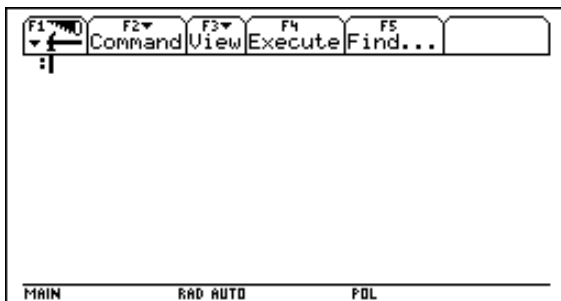 F1 F2 F3 F4 F5
Command View Execute Find...
:
MAIN RAD AUTO POL